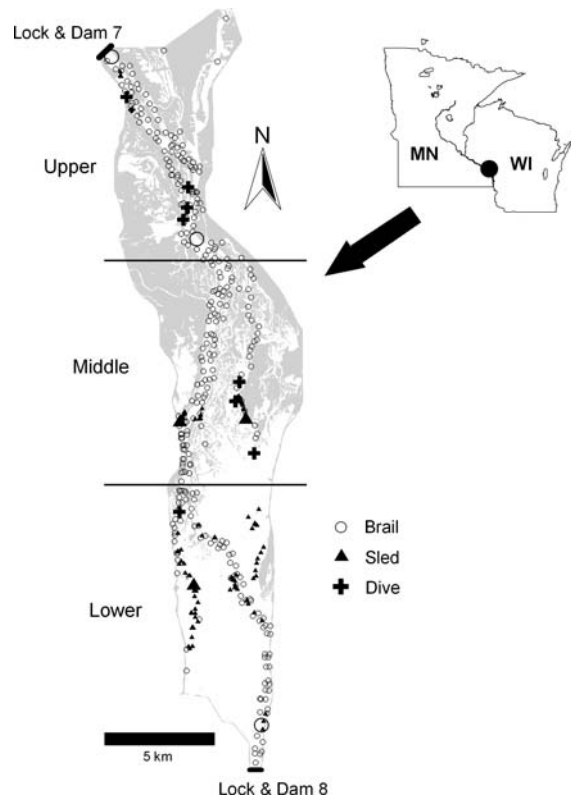 Lock & Dam 7
N
Upper
MN
WI
Middle
Brail
Sled
Dive
Lower
5 km
Lock & Dam 8